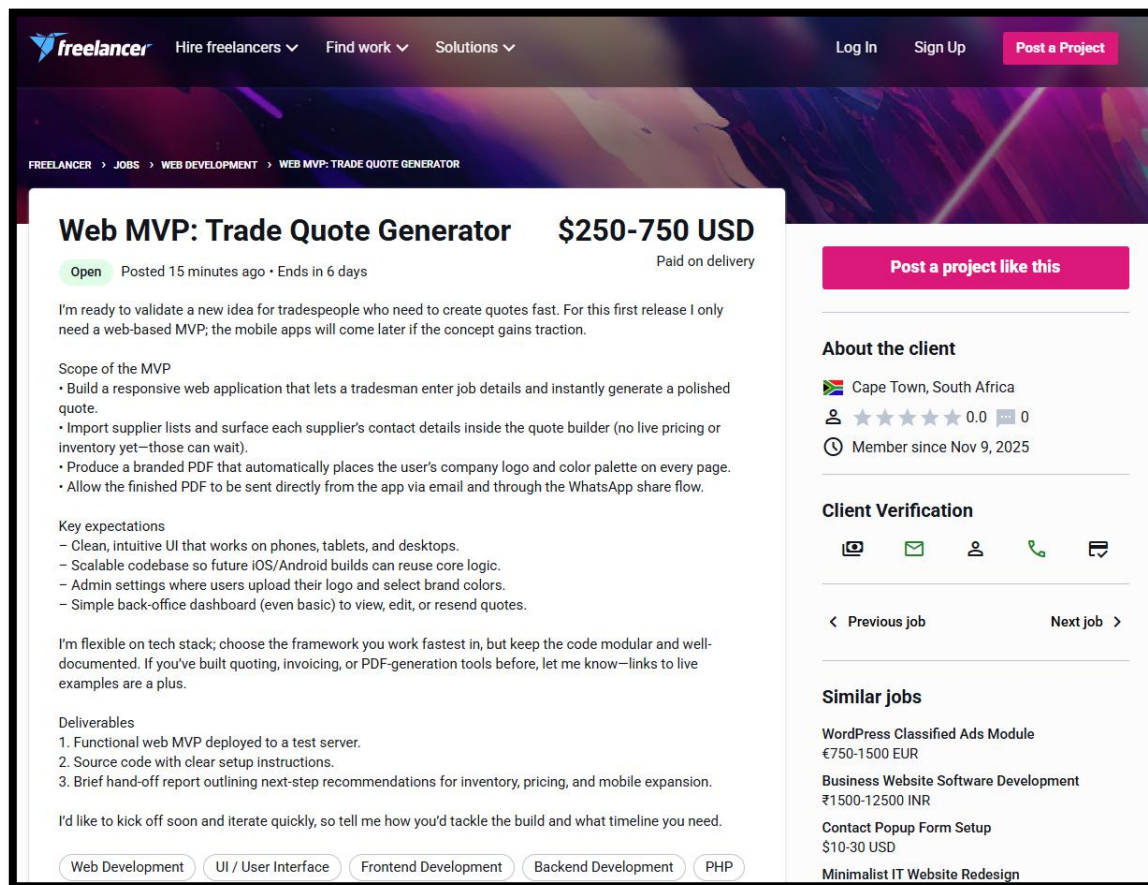 freelancer
Hire freelancers
Find work
Solutions
Log In
Sign Up
Post a Project
FREELANCER > JOBS > WEB DEVELOPMENT > WEB MVP: TRADE QUOTE GENERATOR
Web MVP: Trade Quote Generator
$250-750 USD
Paid on delivery
Open
Posted 15 minutes ago • Ends in 6 days
I'm ready to validate a new idea for tradespeople who need to create quotes fast. For this first release I only
need a web-based MVP; the mobile apps will come later if the concept gains traction.
Scope of the MVP
• Build a responsive web application that lets a tradesman enter job details and instantly generate a polished
quote.
• Import supplier lists and surface each supplier's contact details inside the quote builder (no live pricing or
inventory yet—those can wait).
• Produce a branded PDF that automatically places the user's company logo and color palette on every page.
• Allow the finished PDF to be sent directly from the app via email and through the WhatsApp share flow.
Key expectations
– Clean, intuitive UI that works on phones, tablets, and desktops.
– Scalable codebase so future iOS/Android builds can reuse core logic.
– Admin settings where users upload their logo and select brand colors.
– Simple back-office dashboard (even basic) to view, edit, or resend quotes.
I'm flexible on tech stack; choose the framework you work fastest in, but keep the code modular and well-
documented. If you've built quoting, invoicing, or PDF-generation tools before, let me know—links to live
examples are a plus.
Deliverables
1. Functional web MVP deployed to a test server.
2. Source code with clear setup instructions.
3. Brief hand-off report outlining next-step recommendations for inventory, pricing, and mobile expansion.
I'd like to kick off soon and iterate quickly, so tell me how you'd tackle the build and what timeline you need.
Web Development
UI / User Interface
Frontend Development
Backend Development
PHP
Post a project like this
About the client
Cape Town, South Africa
0.0
0
Member since Nov 9, 2025
Client Verification
Previous job
Next job
Similar jobs
WordPress Classified Ads Module
€750-1500 EUR
Business Website Software Development
₹1500-12500 INR
Contact Popup Form Setup
$10-30 USD
Minimalist IT Website Redesign